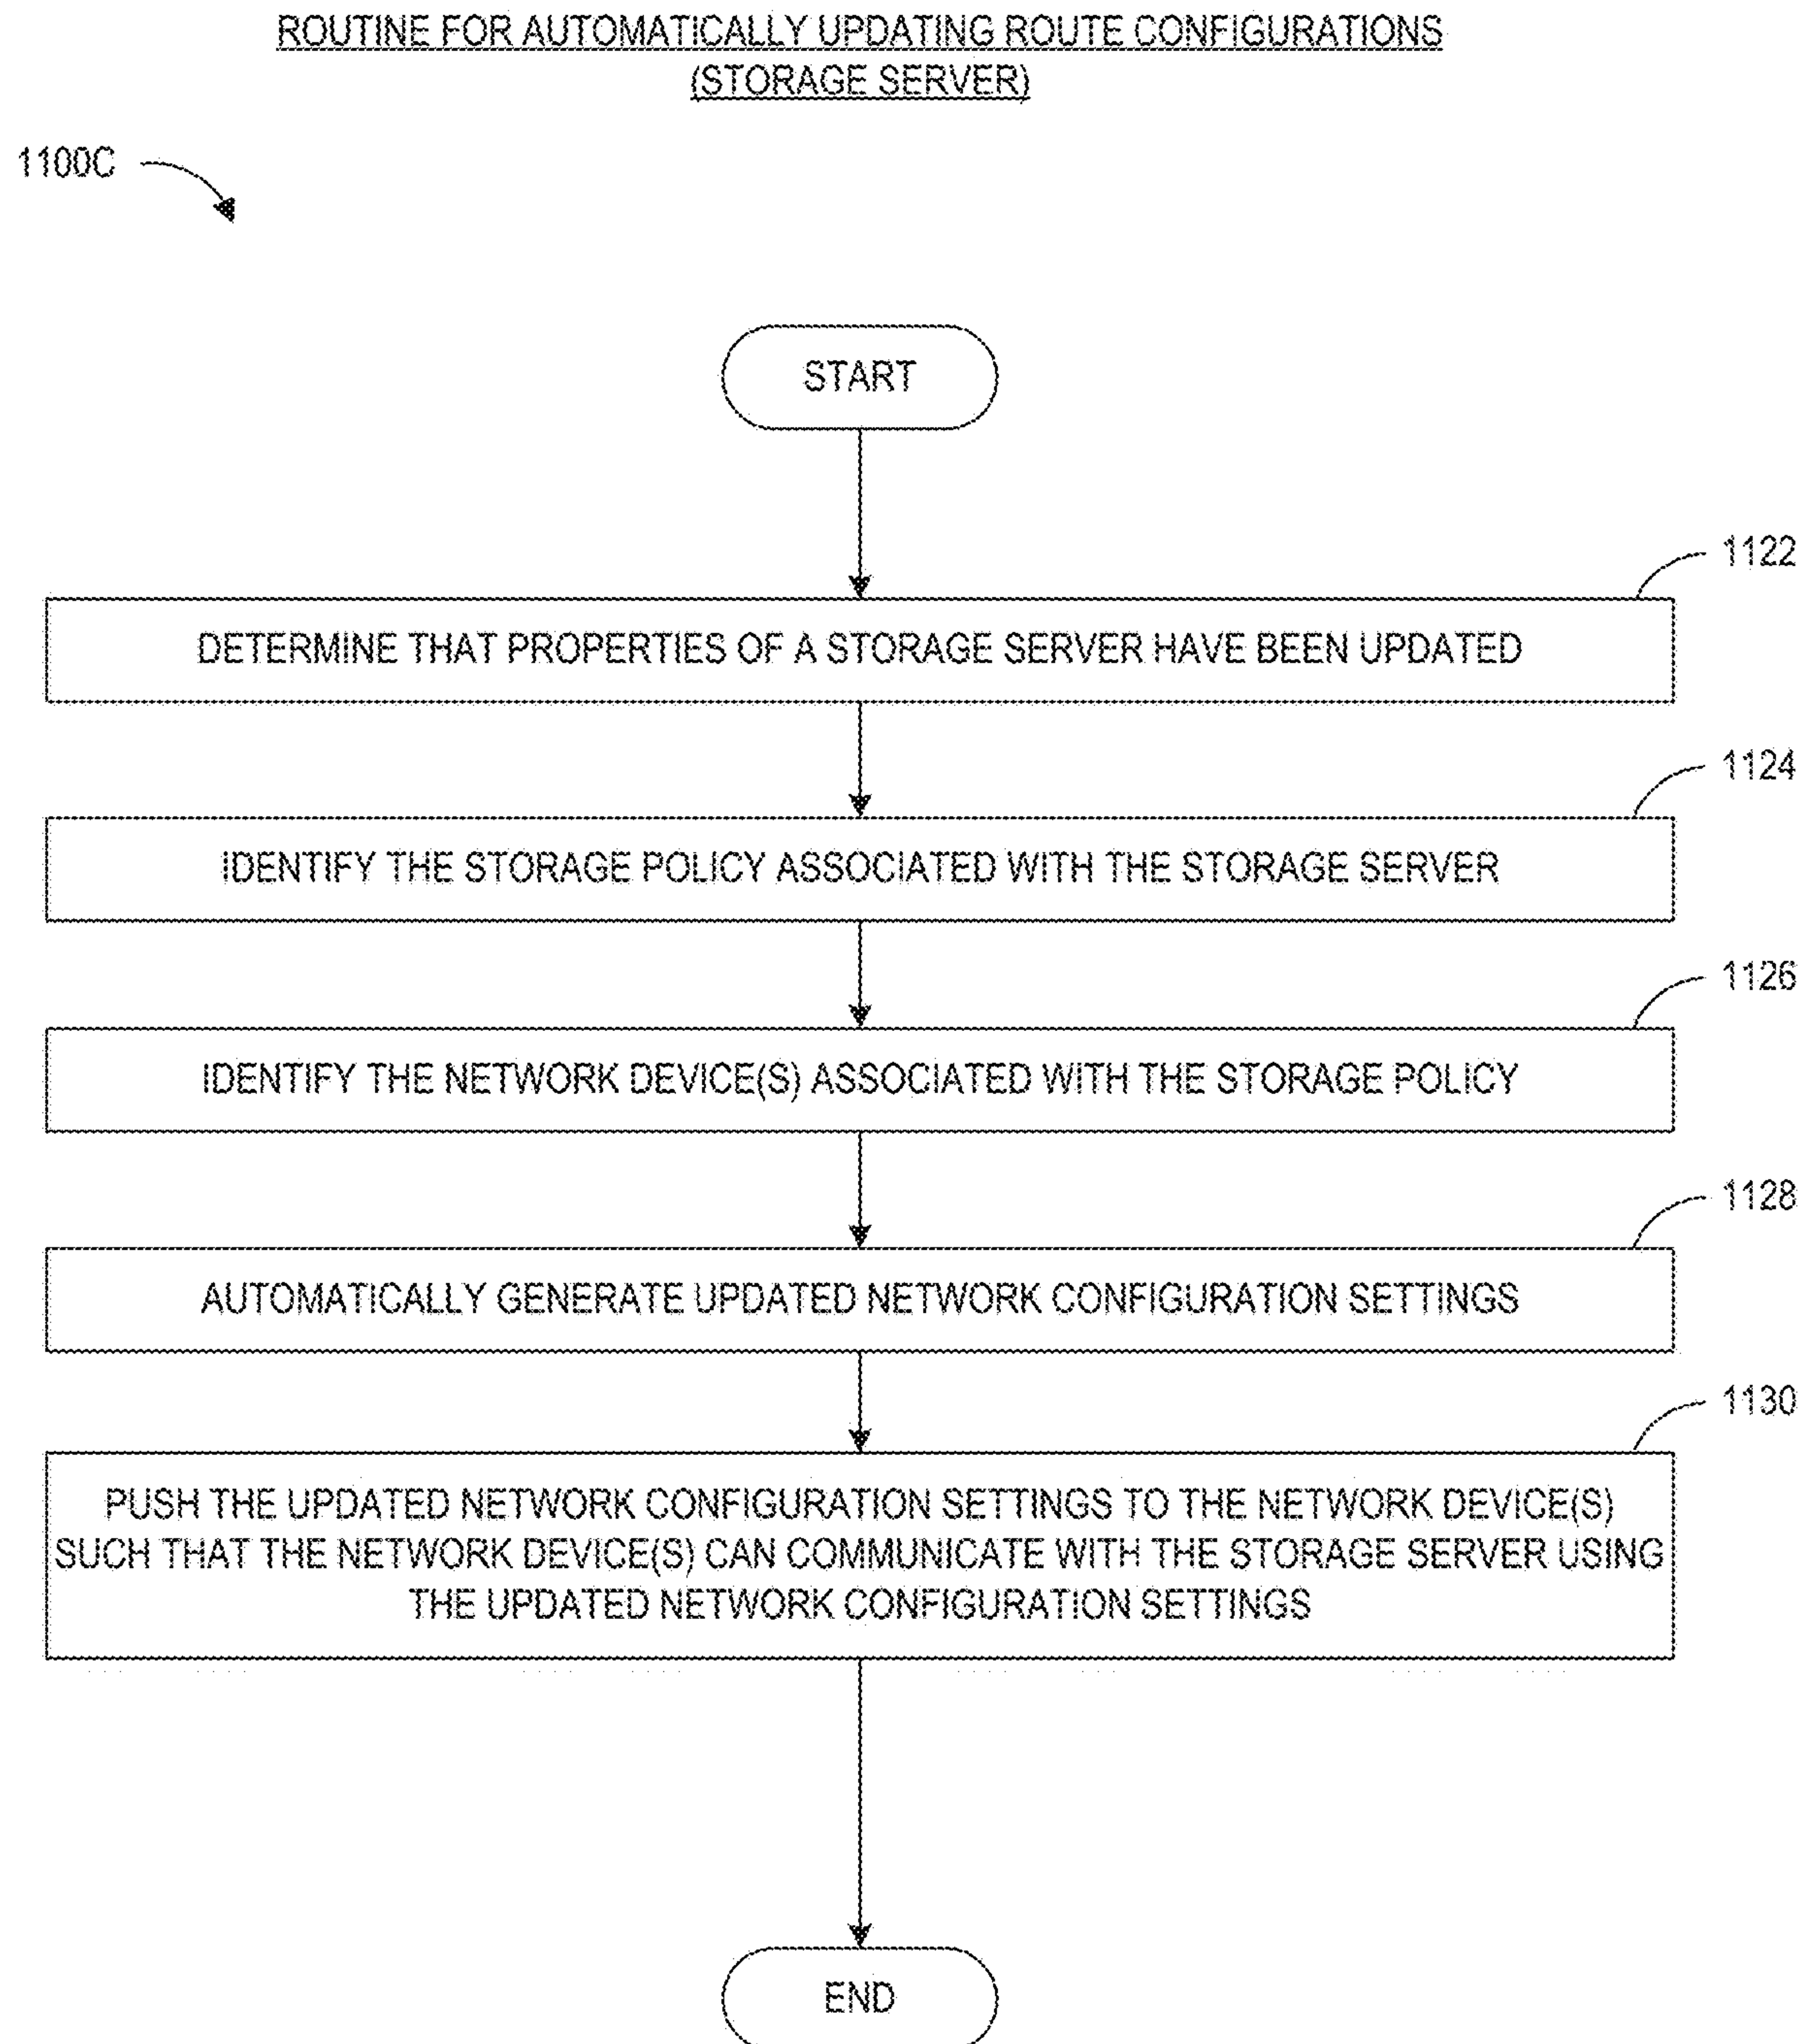 ROUTINE FOR AUTOMATICALLY UPDATING ROUTE CONFIGURATIONS
(STORAGE SERVER)
1100C
START
1122
DETERMINE THAT PROPERTIES OF A STORAGE SERVER HAVE BEEN UPDATED
1124
IDENTIFY THE STORAGE POLICY ASSOCIATED WITH THE STORAGE SERVER
1126
IDENTIFY THE NETWORK DEVICE(S) ASSOCIATED WITH THE STORAGE POLICY
1128
AUTOMATICALLY GENERATE UPDATED NETWORK CONFIGURATION SETTINGS
1130
PUSH THE UPDATED NETWORK CONFIGURATION SETTINGS TO THE NETWORK DEVICE(S)
SUCH THAT THE NETWORK DEVICE(S) CAN COMMUNICATE WITH THE STORAGE SERVER USING
THE UPDATED NETWORK CONFIGURATION SETTINGS
END